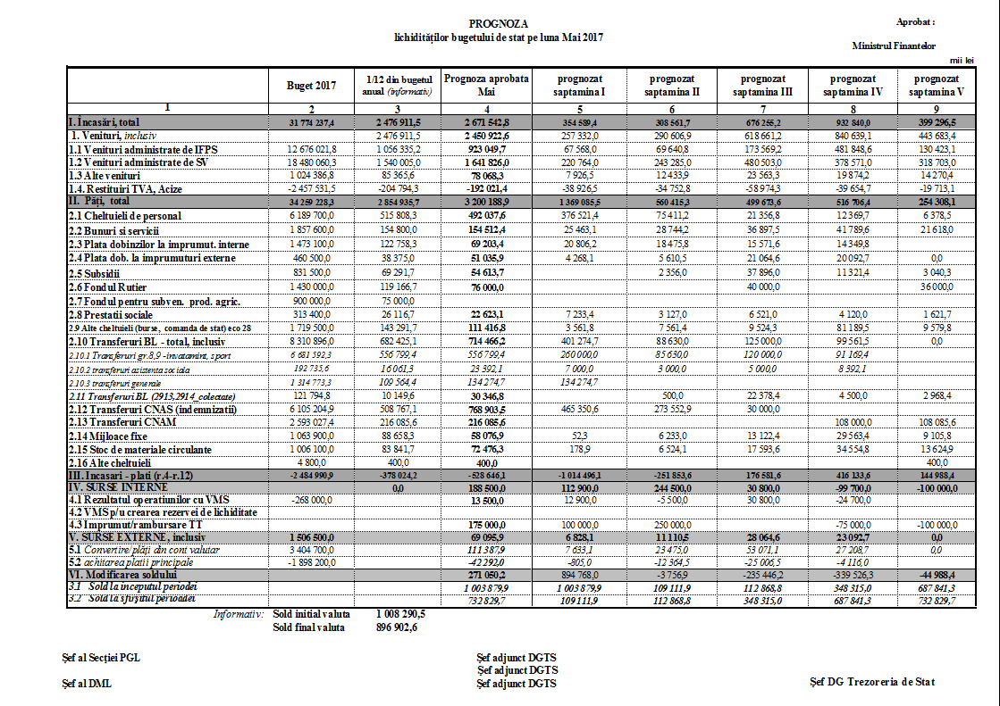 PROGNOZA
Aprobat :
lichidităților bugetului de stat pe luna Mai 2017
Ministrul Finantelor
mii lei
Buget 2017 1/12 din bugetul anual (informativ) Prognoza aprobata Mai prognozat saptamina I prognozat saptamina II prognozat saptamina III prognozat saptamina IV prognozat saptamina V
1 2 3 4 5 6 7 8 9
I. Încasări, total 31 774 237,4 2 476 911,5 2 671 542,8 354 589,4 308 561,7 676 255,2 932 840,0 399 296,5
1. Venituri, inclusiv 2 476 911,5 2 450 922,6 257 332,0 290 606,9 618 661,2 840 639,1 443 683,4
1.1 Venituri administrate de IFPS 12 676 021,8 1 056 335,2 923 049,7 67 568,0 69 640,8 173 569,2 481 848,6 130 423,1
1.2 Venituri administrate de SV 18 480 060,3 1 540 005,0 1 641 826,0 220 764,0 243 285,0 480 503,0 378 571,0 318 703,0
1.3 Alte venituri 1 024 386,8 85 365,6 78 068,3 7 926,5 12 433,9 23 563,3 19 874,2 14 270,4
1.4. Restituiri TVA, Acize -2 457 531,5 -204 794,3 -192 021,4 -38 926,5 -34 752,8 -58 974,3 -39 654,7 -19 713,1
II. Păți, total 34 259 228,3 2 854 935,7 3 200 188,9 1 369 085,5 560 415,3 499 673,6 516 706,4 254 308,1
2.1 Cheltuieli de personal 6 189 700,0 515 808,3 492 037,6 376 521,4 75 411,2 21 356,8 12 369,7 6 378,5
2.2 Bunuri si servicii 1 857 600,0 154 800,0 154 512,4 25 463,1 28 744,2 36 897,5 41 789,6 21 618,0
2.3 Plata dobinzilor la imprumut. interne 1 473 100,0 122 758,3 69 203,4 20 806,2 18 475,8 15 571,6 14 349,8
2.4 Plata dob. la imprumuturi externe 460 500,0 38 375,0 51 035,9 4 268,1 5 610,5 21 064,6 20 092,7 0,0
2.5 Subsidii 831 500,0 69 291,7 54 613,7 2 356,0 37 896,0 11 321,4 3 040,3
2.6 Fondul Rutier 1 430 000,0 119 166,7 76 000,0 40 000,0 36 000,0
2.7 Fondul pentru subven. prod. agric. 900 000,0 75 000,0
2.8 Prestatii sociale 313 400,0 26 116,7 22 623,1 7 233,4 3 127,0 6 521,0 4 120,0 1 621,7
2.9 Alte cheltuieli (burse, comanda de stat) eco 28 1 719 500,0 143 291,7 111 416,8 3 561,8 7 561,4 9 524,3 81 189,5 9 579,8
2.10 Transferuri BL - total, inclusiv 8 310 896,0 682 425,1 714 466,2 401 274,7 88 630,0 125 000,0 99 561,5 0,0
2.10.1 Transferuri gr.8,9 -invatamint, sport 6 681 592,3 556 799,4 556 799,4 260 000,0 85 630,0 120 000,0 91 169,4
2.10.2 transferuri asistenta sociala 192 735,6 16 061,3 23 392,1 7 000,0 3 000,0 5 000,0 8 392,1
2.10.3 transferuri generale 1 314 773,3 109 564,4 134 274,7 134 274,7
2.11 Transferuri BL (2913,2914_colectate) 121 794,8 10 149,6 30 346,8 500,0 22 378,4 4 500,0 2 968,4
2.12 Transferuri CNAS (indemnizatii) 6 105 204,9 508 767,1 768 903,5 465 350,6 273 552,9 30 000,0
2.13 Transferuri CNAM 2 593 027,4 216 085,6 216 085,6 108 000,0 108 085,6
2.14 Mijloace fixe 1 063 900,0 88 658,3 58 076,9 52,3 6 233,0 13 122,4 29 563,4 9 105,8
2.15 Stoc de materiale circulante 1 006 100,0 83 841,7 72 476,3 178,9 6 524,1 17 593,6 34 554,8 13 624,9
2.16 Alte cheltuieli 4 800,0 400,0 400,0 400,0
III. Incasari - plati (r.4-r.12) -2 484 990,9 -378 024,2 -528 646,1 -1 014 496,1 -251 853,6 176 581,6 416 133,6 144 988,4
IV. SURSE INTERNE 0,0 188 500,0 112 900,0 244 500,0 30 800,0 -99 700,0 -100 000,0
4.1 Rezultatul operatiunilor cu VMS -268 000,0 13 500,0 12 900,0 -5 500,0 30 800,0 -24 700,0
4.2 VMS p/u crearea rezervei de lichiditate
4.3 Imprumut/rambursare TT 175 000,0 100 000,0 250 000,0 -75 000,0 -100 000,0
V. SURSE EXTERNE, inclusiv 1 506 500,0 69 095,9 6 828,1 11 110,5 28 064,6 23 092,7 0,0
5.1 Convertire/plăți din cont valutar 3 404 700,0 111 387,9 7 633,1 23 475,0 53 071,1 27 208,7 0,0
5.2 achitarea platii principale -1 898 200,0 -42 292,0 -805,0 -12 364,5 -25 006,5 -4 116,0
VI. Modificarea soldului 271 050,2 894 768,0 -3 756,9 -235 446,2 -339 526,3 -44 988,4
3.1 Sold la începutul periodei 1 003 879,9 1 003 879,9 109 111,9 112 868,8 348 315,0 687 841,3
3.2 Sold la sfîrșitul perioadei 732 829,7 109 111,9 112 868,8 348 315,0 687 841,3 732 829,7
Informativ: Sold initial valuta 1 008 290,5
Sold final valuta 896 902,6
Șef al Secției PGL Șef adjunct DGTS
Șef adjunct DGTS
Șef al DML Șef adjunct DGTS Șef DG Trezoreria de Stat